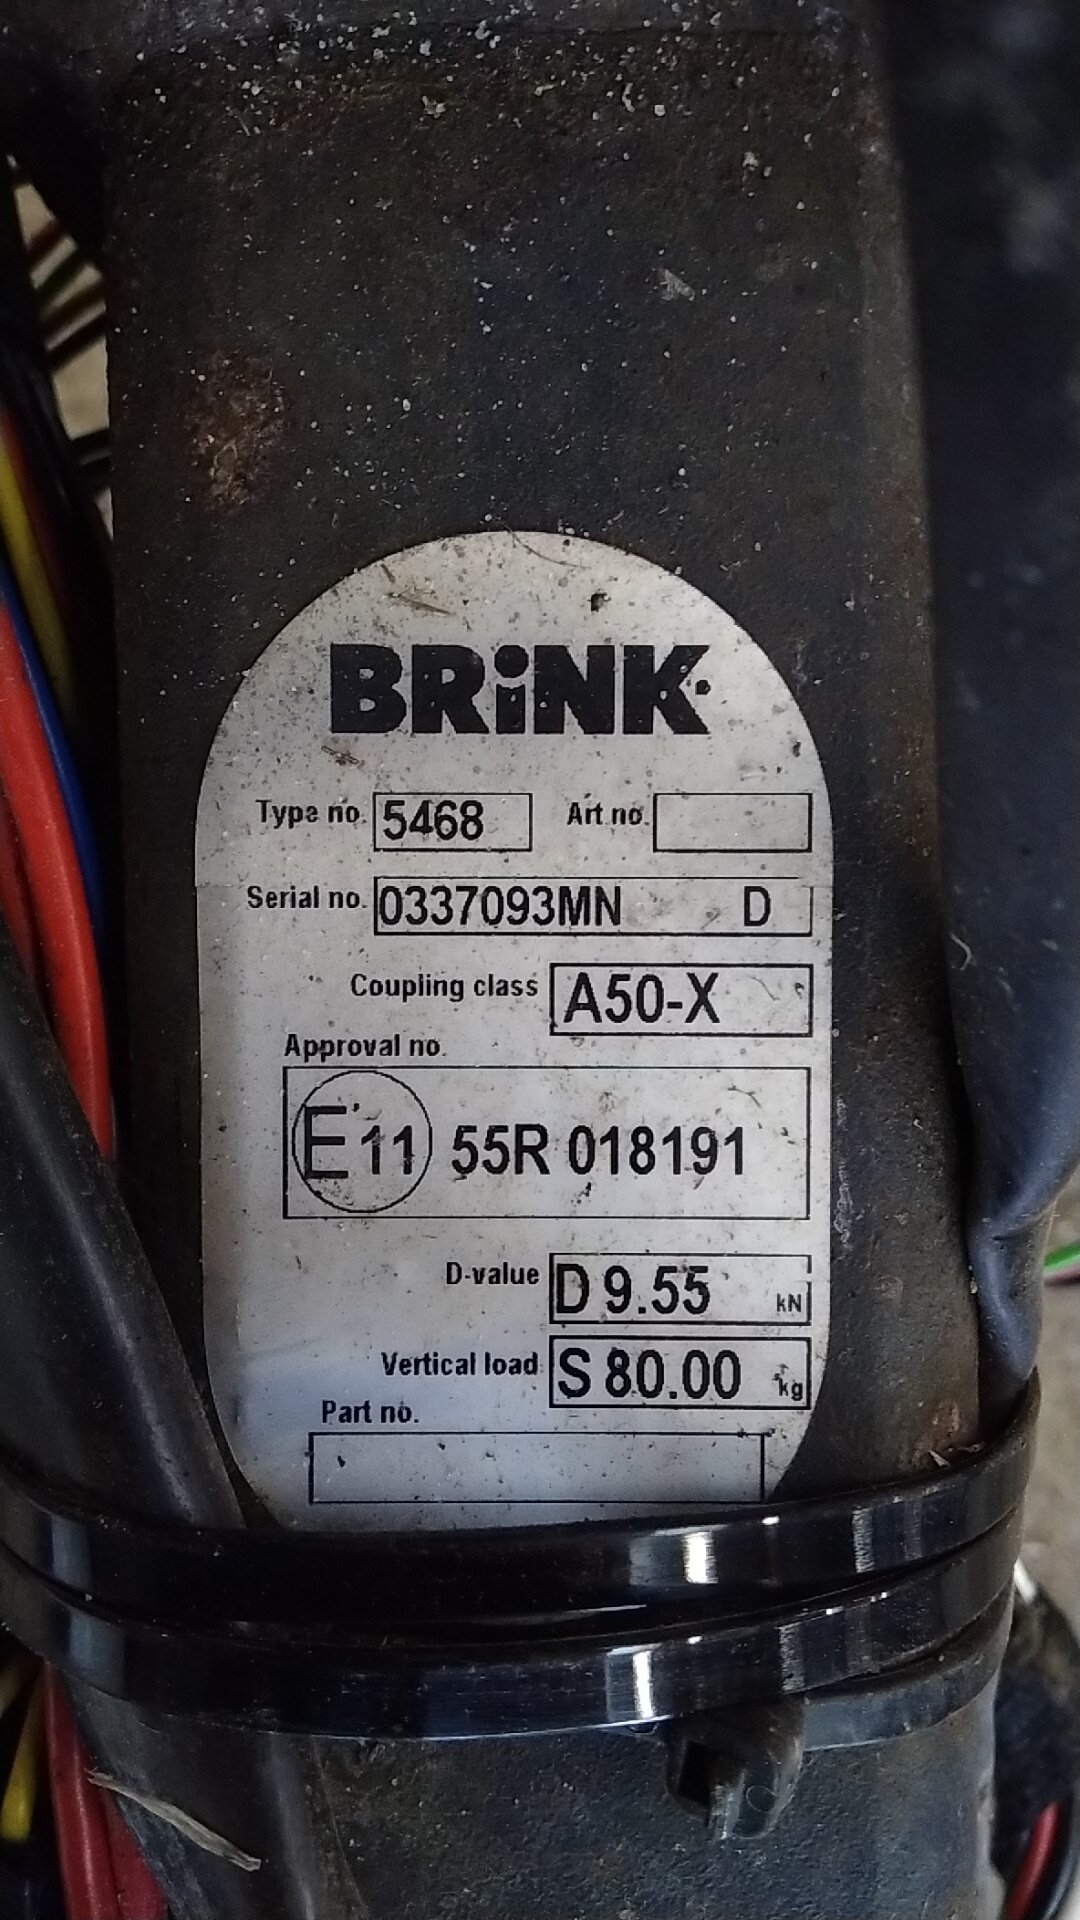 BRiNK
Type no. 5468 Art no.
Serial no. 0337093MN D
Coupling class A50-X
Approval no.
E11 55R 018191
D-value D 9.55 kN
Vertical load S 80.00 kg
Part no.